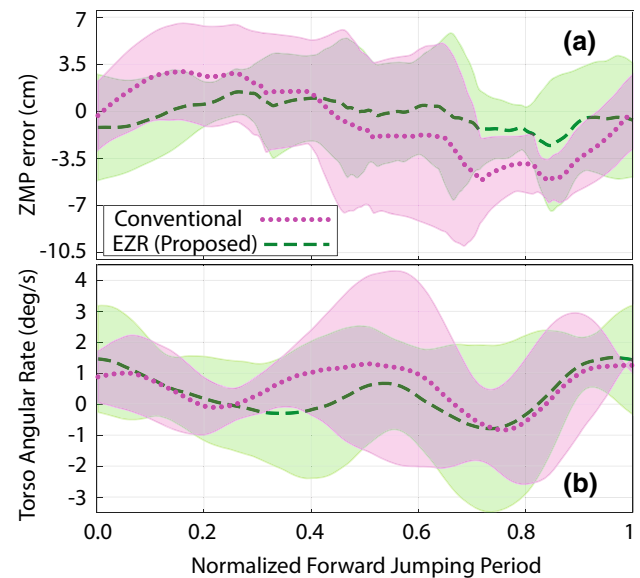 7
(a)
3.5
0
-3.5
-7
-10.5
ZMP error (cm)
Conventional
EZR (Proposed)
4
3
2
1
0
-1
-2
-3
Torso Angular Rate (deg/s)
(b)
0.0 0.2 0.4 0.6 0.8 1
Normalized Forward Jumping Period